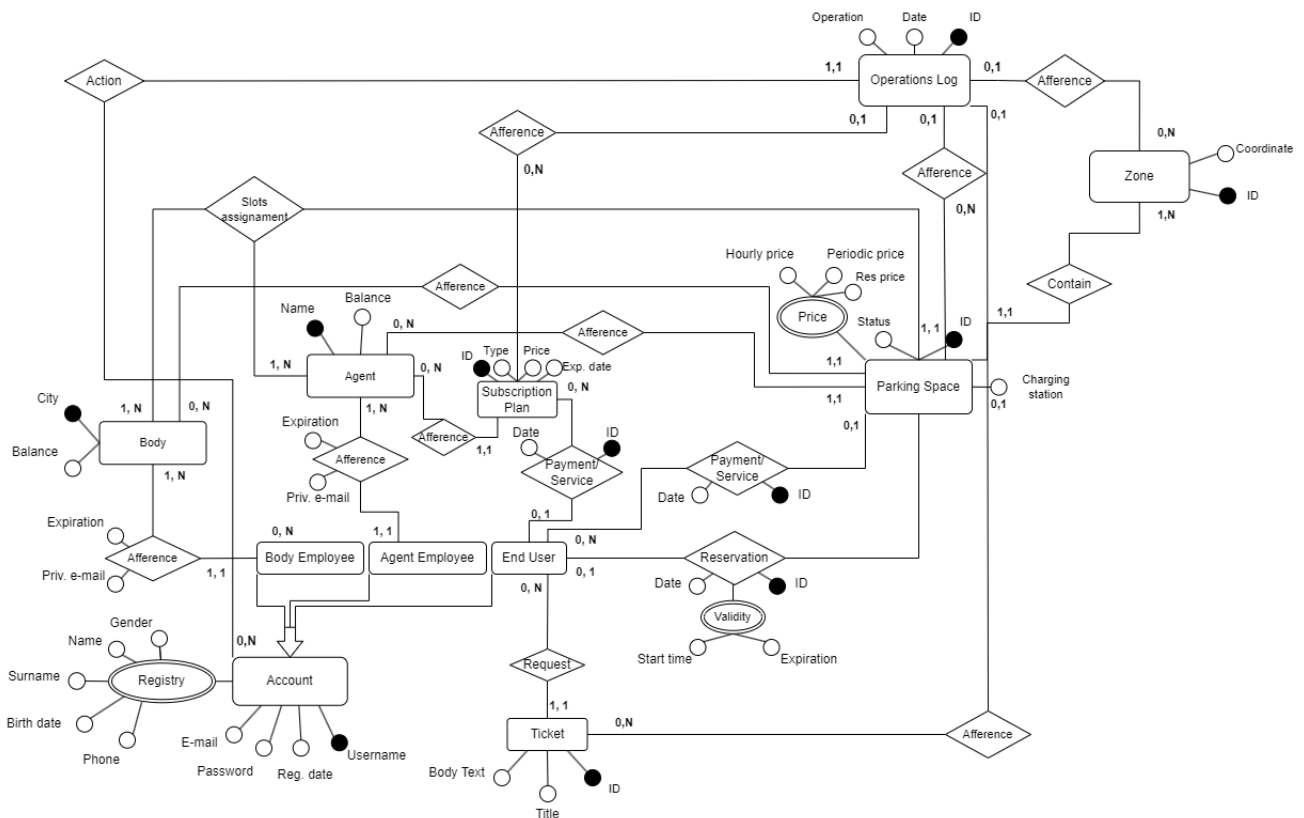 Operation
Date
ID
Action
1,1
Operations Log
0,1
Afference
0,1
0,1
0,1
Afference
0,N
0,N
Coordinate
Afference
Zone
0,N
ID
Slots
assignament
1,N
Hourly price
Periodic price
Res price
Afference
Contain
Name
Balance
Price
Status
ID
0, N
Afference
1, 1
1,1
ID
Type
Price
Exp. date
1, N
Agent
0, N
0, N
1,1
Parking Space
Charging
station
Subscription
Plan
City
1, N
0, N
1, N
1,1
0,1
0,1
Expiration
Body
Afference
1,1
Date
ID
Balance
Afference
Payment/
Service
Payment/
Service
1, N
Priv. e-mail
Date
ID
Expiration
0, N
1, 1
0, 1
0, N
Afference
Body Employee
Agent Employee
End User
Reservation
Priv. e-mail
1, 1
0, N
0, 1
Date
ID
Validity
Gender
Name
0,N
Start time
Expiration
Surname
Registry
Account
Request
Birth date
1, 1
Phone
E-mail
Username
Ticket
0,N
Afference
Password
Reg. date
Body Text
ID
Title